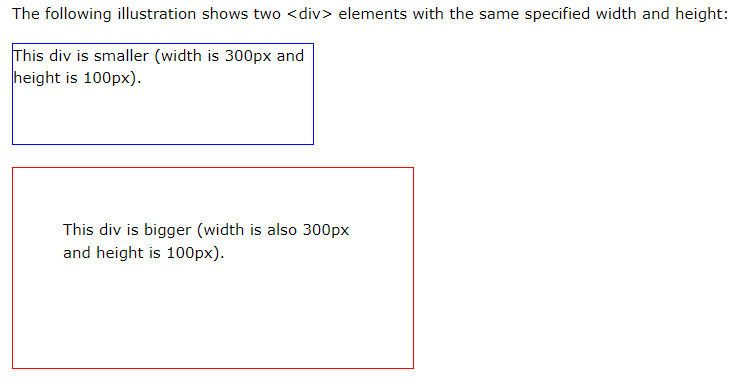 The following illustration shows two <div> elements with the same specified width and height:
This div is smaller (width is 300px and
height is 100px).
This div is bigger (width is also 300px
and height is 100px).